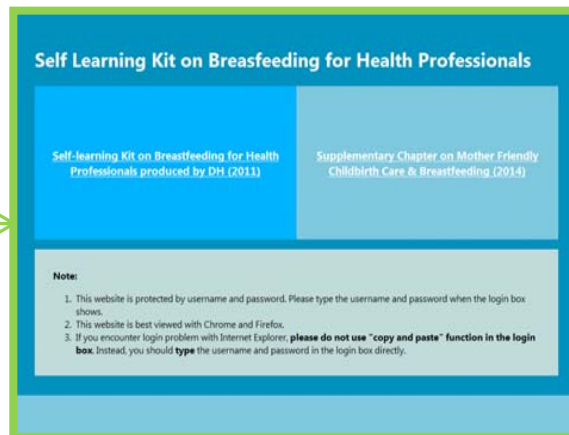 Self Learning Kit on Breasfeeding for Health Professionals
Self-learning Kit on Breastfeeding for Health
Professionals produced by DH (2011)
Supplementary Chapter on Mother Friendly
Childbirth Care & Breastfeeding (2014)
Note:
1. This website is protected by username and password. Please type the username and password when the login box
shows.
2. This website is best viewed with Chrome and Firefox.
3. If you encounter login problem with Internet Explorer, please do not use "copy and paste" function in the login
box. Instead, you should type the username and password in the login box directly.